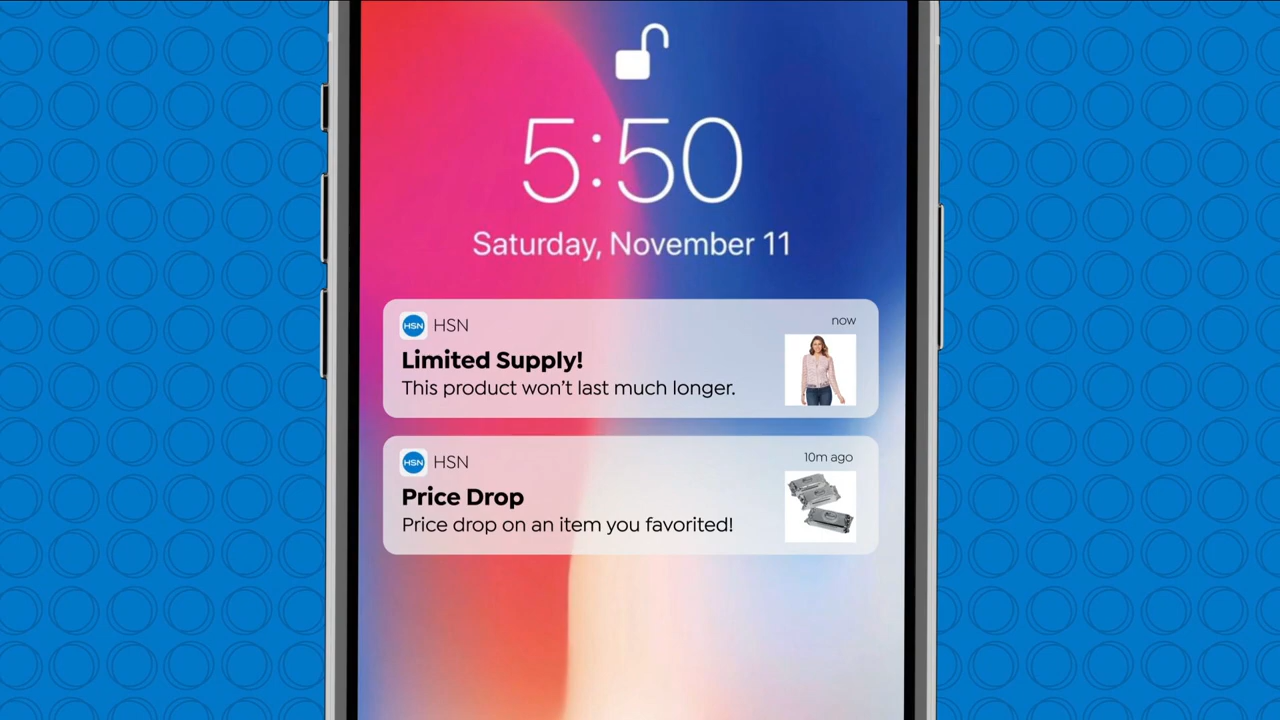 5:50
Saturday, November 11
HSN HSN now
Limited Supply!
This product won't last much longer.
HSN HSN 10m ago
Price Drop
Price drop on an item you favorited!